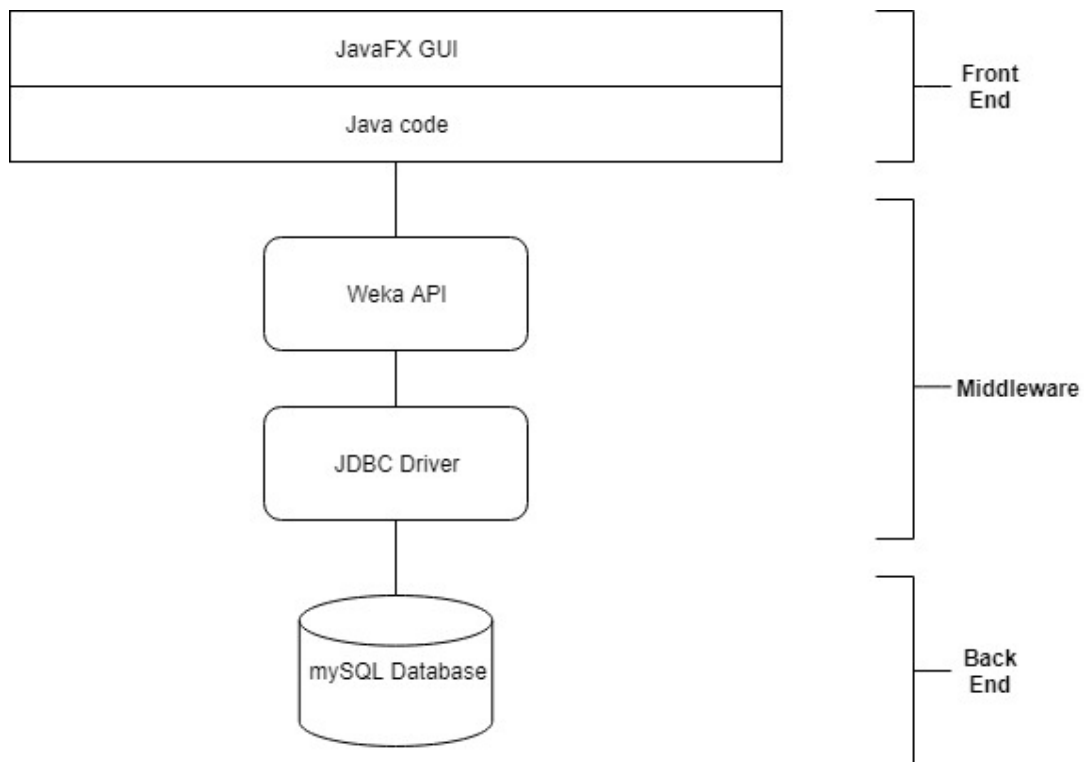 JavaFX GUI
Java code
Front
End
Weka API
Middleware
JDBC Driver
mySQL Database
Back
End